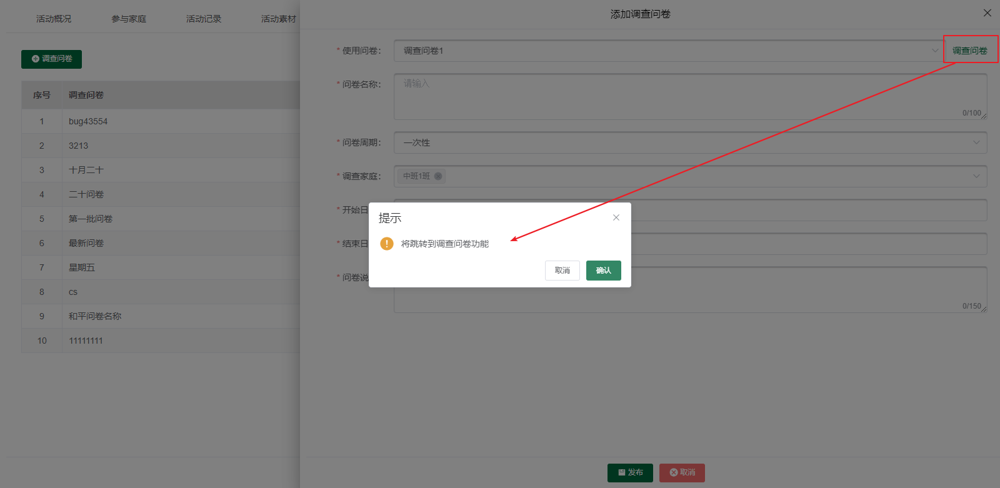 活动概况 参与家庭 活动记录 活动素材
添加调查问卷
调查问卷
序号 调查问卷
1 bug43554
2 3213
3 十月二十
4 二十问卷
5 第一批问卷
6 最新问卷
7 星期五
8 cs
9 和平问卷名称
10 11111111
* 使用问卷： 调查问卷1 调查问卷
* 问卷名称： 请输入
0/100
* 问卷周期： 一次性
* 调查家庭： 中班1班
* 开始日
* 结束日
* 问卷说
0/150
提示
将跳转到调查问卷功能
取消 确认
发布 取消